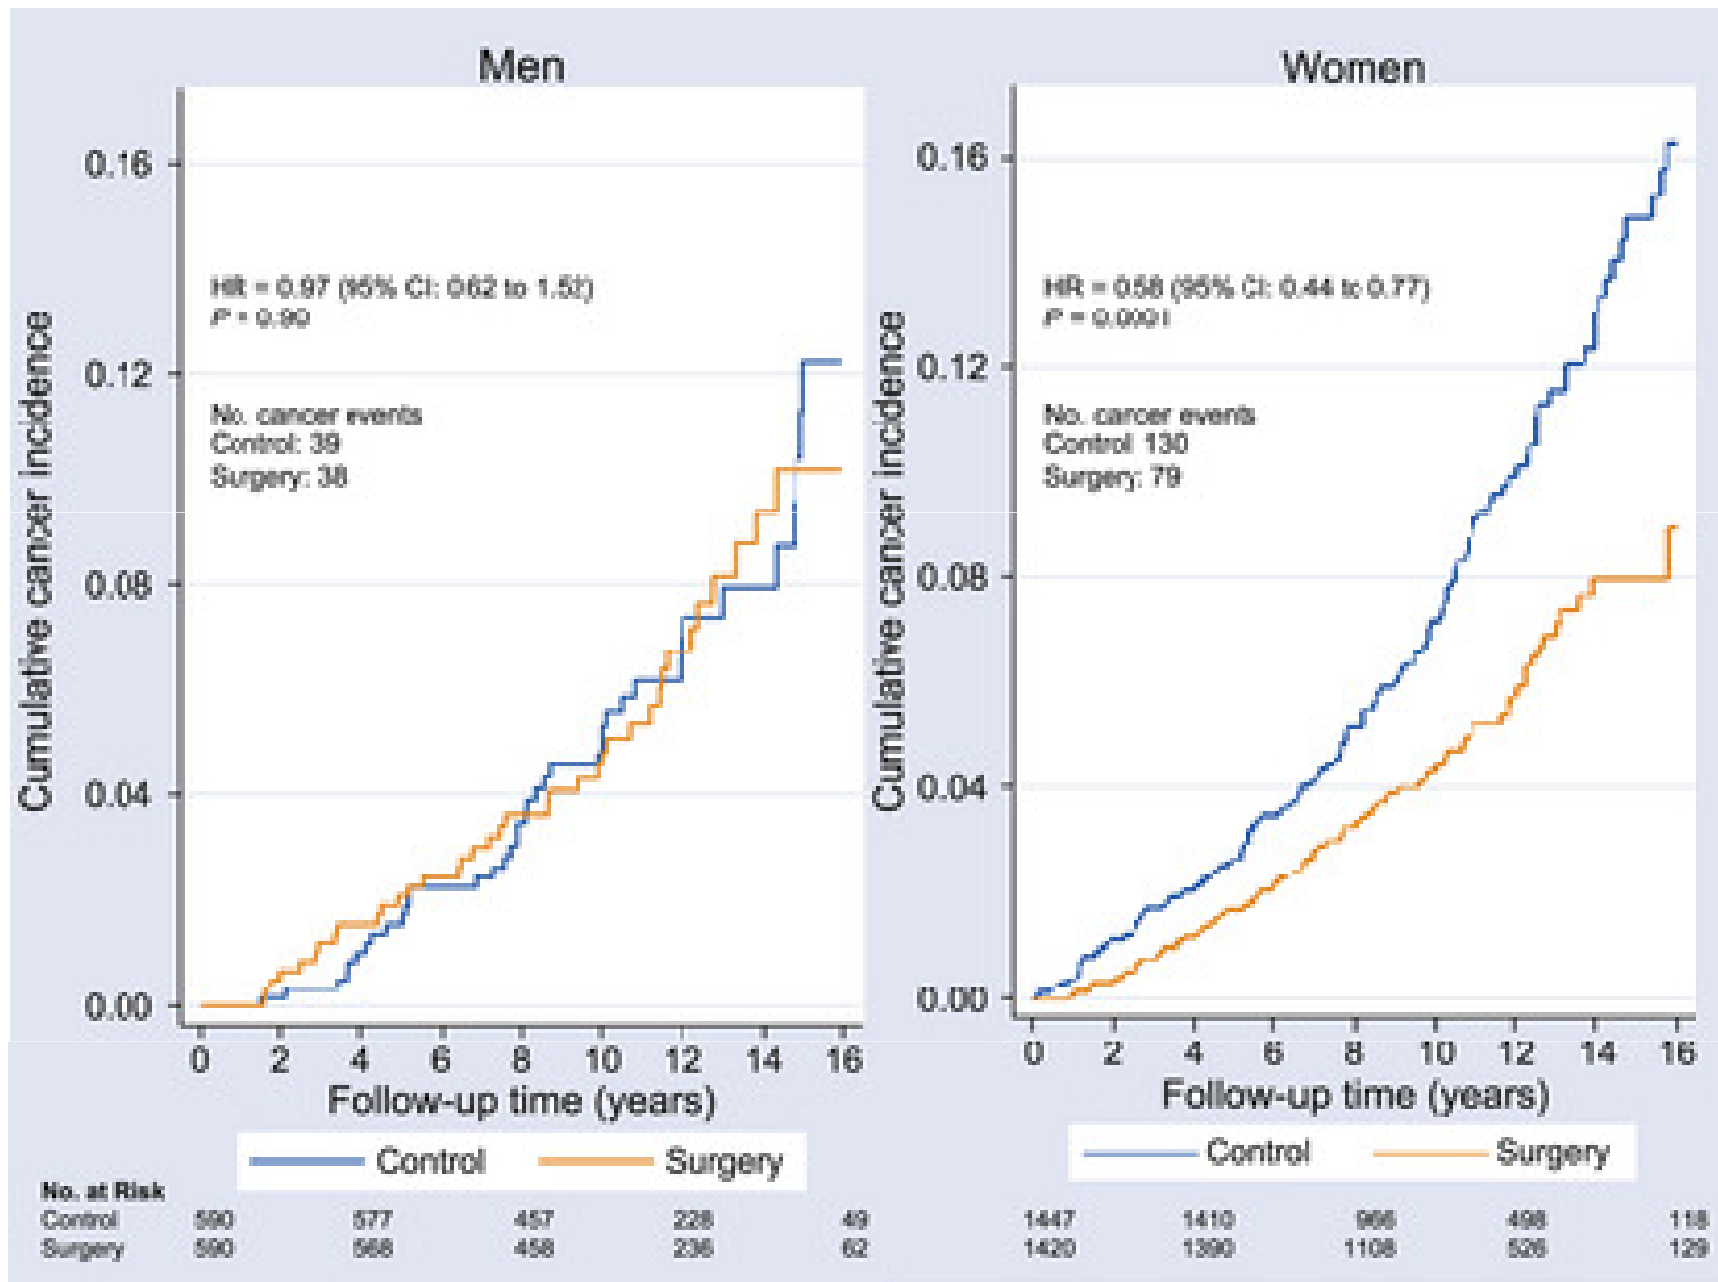 Men
Cumulative cancer incidence
0.16
0.12
0.08
0.04
0.00
HR = 0.97 (95% CI: 0.62 to 1.52)
P = 0.90
No. cancer events
Control: 39
Surgery: 38
0 2 4 6 8 10 12 14 16
Follow-up time (years)
Control Surgery
Women
Cumulative cancer incidence
0.16
0.12
0.08
0.04
0.00
HR = 0.58 (95% CI: 0.44 to 0.77)
P = 0.0001
No. cancer events
Control 130
Surgery: 79
0 2 4 6 8 10 12 14 16
Follow-up time (years)
Control Surgery
No. at Risk
Control 590 577 457 228 49 1447 1410 966 498 118
Surgery 590 568 458 236 62 1420 1390 1108 526 129